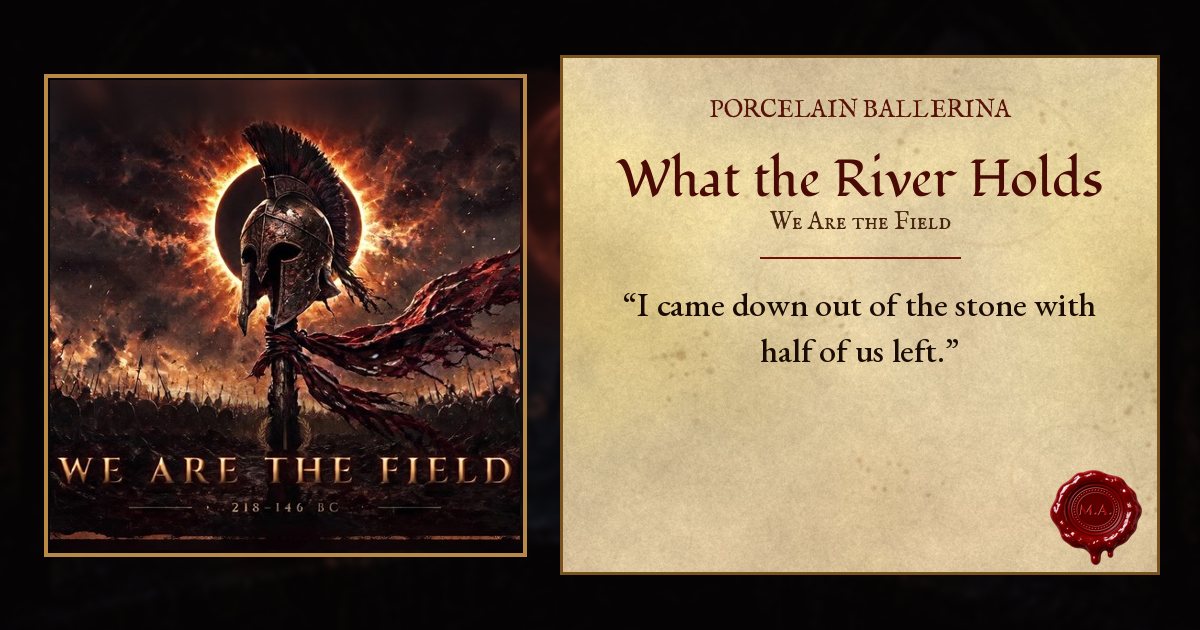 WE ARE THE FIELD
218–146 BC
PORCELAIN BALLERINA
What the River Holds
We Are the Field
“I came down out of the stone with
half of us left.”
M.A.